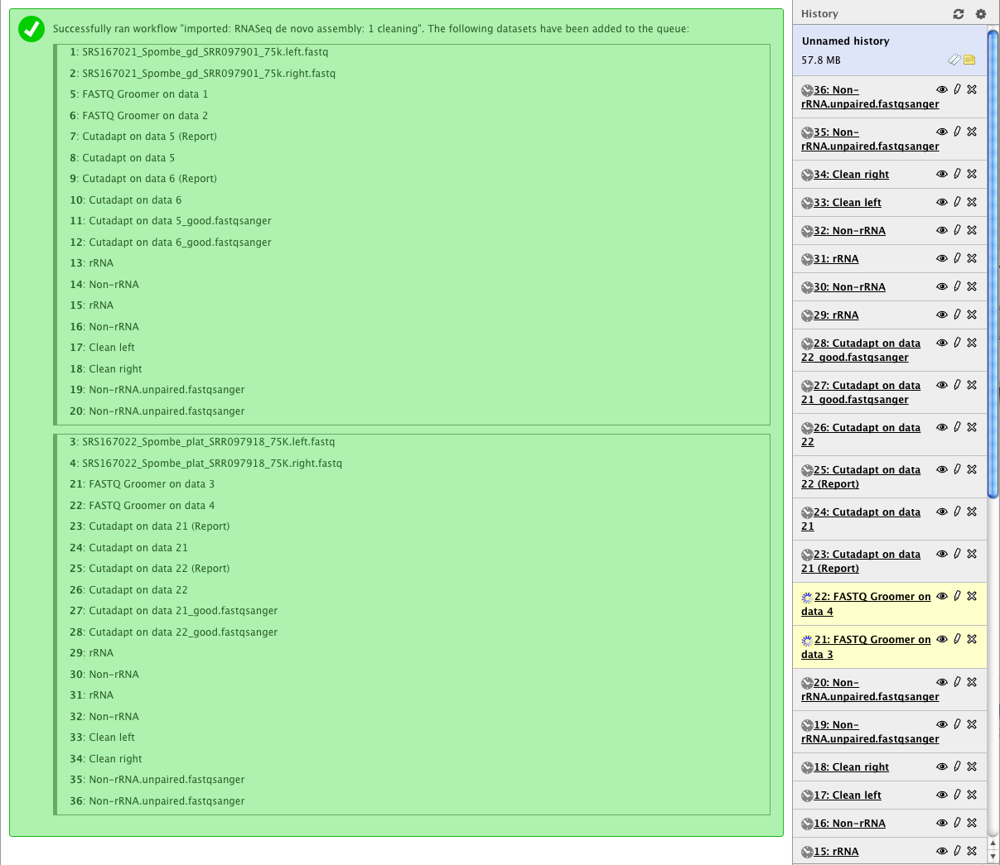 Successfully ran workflow "imported: RNASeq de novo assembly: 1 cleaning". The following datasets have been added to the queue:
1: SRS167021_Spombe_gd_SRR097901_75k.left.fastq
2: SRS167021_Spombe_gd_SRR097901_75k.right.fastq
5: FASTQ Groomer on data 1
6: FASTQ Groomer on data 2
7: Cutadapt on data 5 (Report)
8: Cutadapt on data 5
9: Cutadapt on data 6 (Report)
10: Cutadapt on data 6
11: Cutadapt on data 5_good.fastqsanger
12: Cutadapt on data 6_good.fastqsanger
13: rRNA
14: Non-rRNA
15: rRNA
16: Non-rRNA
17: Clean left
18: Clean right
19: Non-rRNA.unpaired.fastqsanger
20: Non-rRNA.unpaired.fastqsanger
3: SRS167022_Spombe_plat_SRR097918_75K.left.fastq
4: SRS167022_Spombe_plat_SRR097918_75K.right.fastq
21: FASTQ Groomer on data 3
22: FASTQ Groomer on data 4
23: Cutadapt on data 21 (Report)
24: Cutadapt on data 21
25: Cutadapt on data 22 (Report)
26: Cutadapt on data 22
27: Cutadapt on data 21_good.fastqsanger
28: Cutadapt on data 22_good.fastqsanger
29: rRNA
30: Non-rRNA
31: rRNA
32: Non-rRNA
33: Clean left
34: Clean right
35: Non-rRNA.unpaired.fastqsanger
36: Non-rRNA.unpaired.fastqsanger
History
Unnamed history
57.8 MB
36: Non-
rRNA.unpaired.fastqsanger
35: Non-
rRNA.unpaired.fastqsanger
34: Clean right
33: Clean left
32: Non-rRNA
31: rRNA
30: Non-rRNA
29: rRNA
28: Cutadapt on data
22_good.fastqsanger
27: Cutadapt on data
21_good.fastqsanger
26: Cutadapt on data
22
25: Cutadapt on data
22 (Report)
24: Cutadapt on data
21
23: Cutadapt on data
21 (Report)
22: FASTQ Groomer on
data 4
21: FASTQ Groomer on
data 3
20: Non-
rRNA.unpaired.fastqsanger
19: Non-
rRNA.unpaired.fastqsanger
18: Clean right
17: Clean left
16: Non-rRNA
15: rRNA